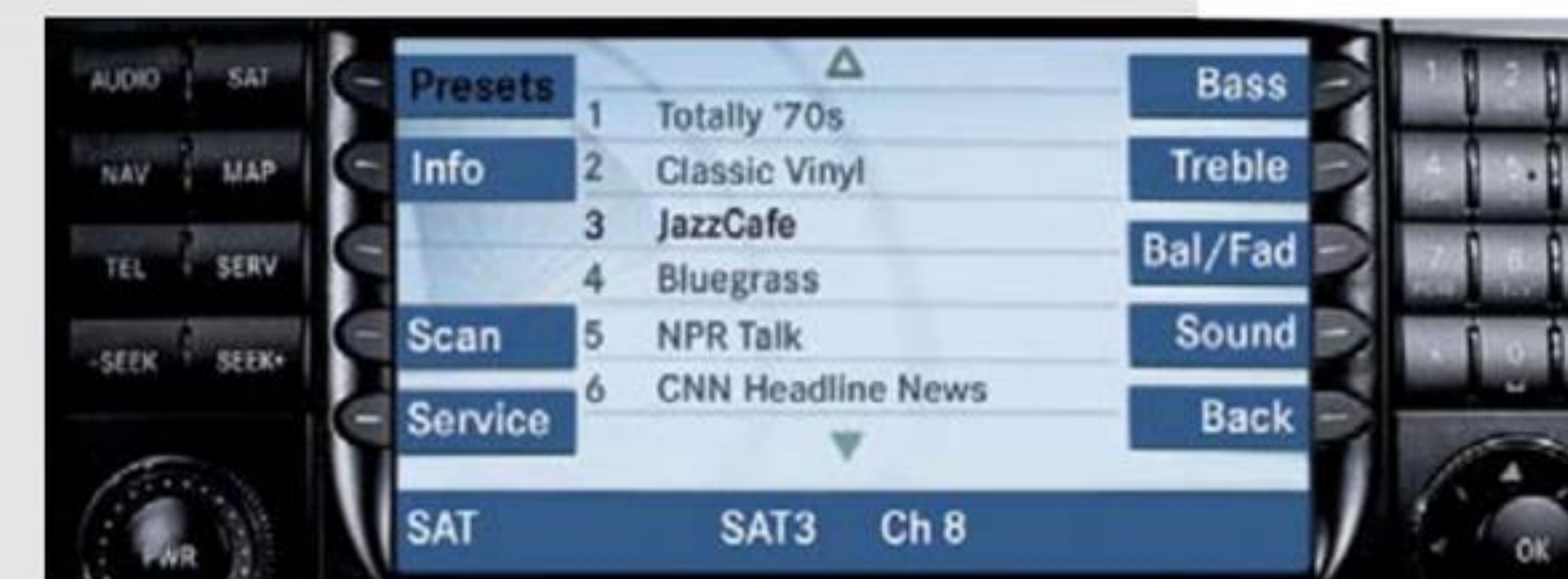 AUDIO SAT
NAV MAP
TEL SERV
-SEEK SEEK+
PWR
Presets
Info
Scan
Service
1 Totally '70s
2 Classic Vinyl
3 JazzCafe
4 Bluegrass
5 NPR Talk
6 CNN Headline News
Bass
Treble
Bal/Fad
Sound
Back
SAT SAT3 Ch 8
1 2
4 5
7 8
* 0
OK